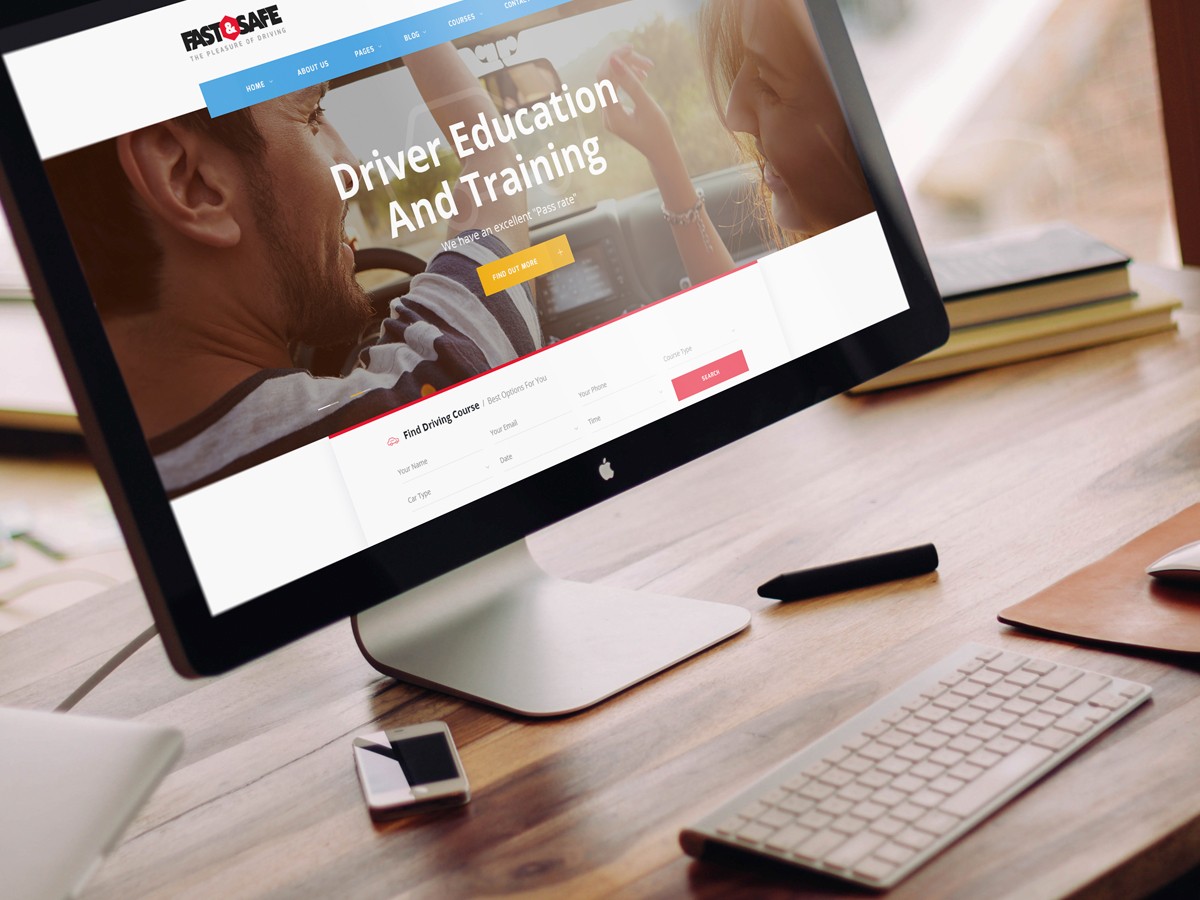 FAST&SAFE
THE PLEASURE OF DRIVING
HOME
ABOUT US
PAGES
BLOG
COURSES
Driver Education
And Training
We have an excellent "Pass rate"
FIND OUT MORE +
Find Driving Course / Best Options For You
Your Name
Your Email
Your Phone
Course Type
Car Type
Date
Time
SEARCH